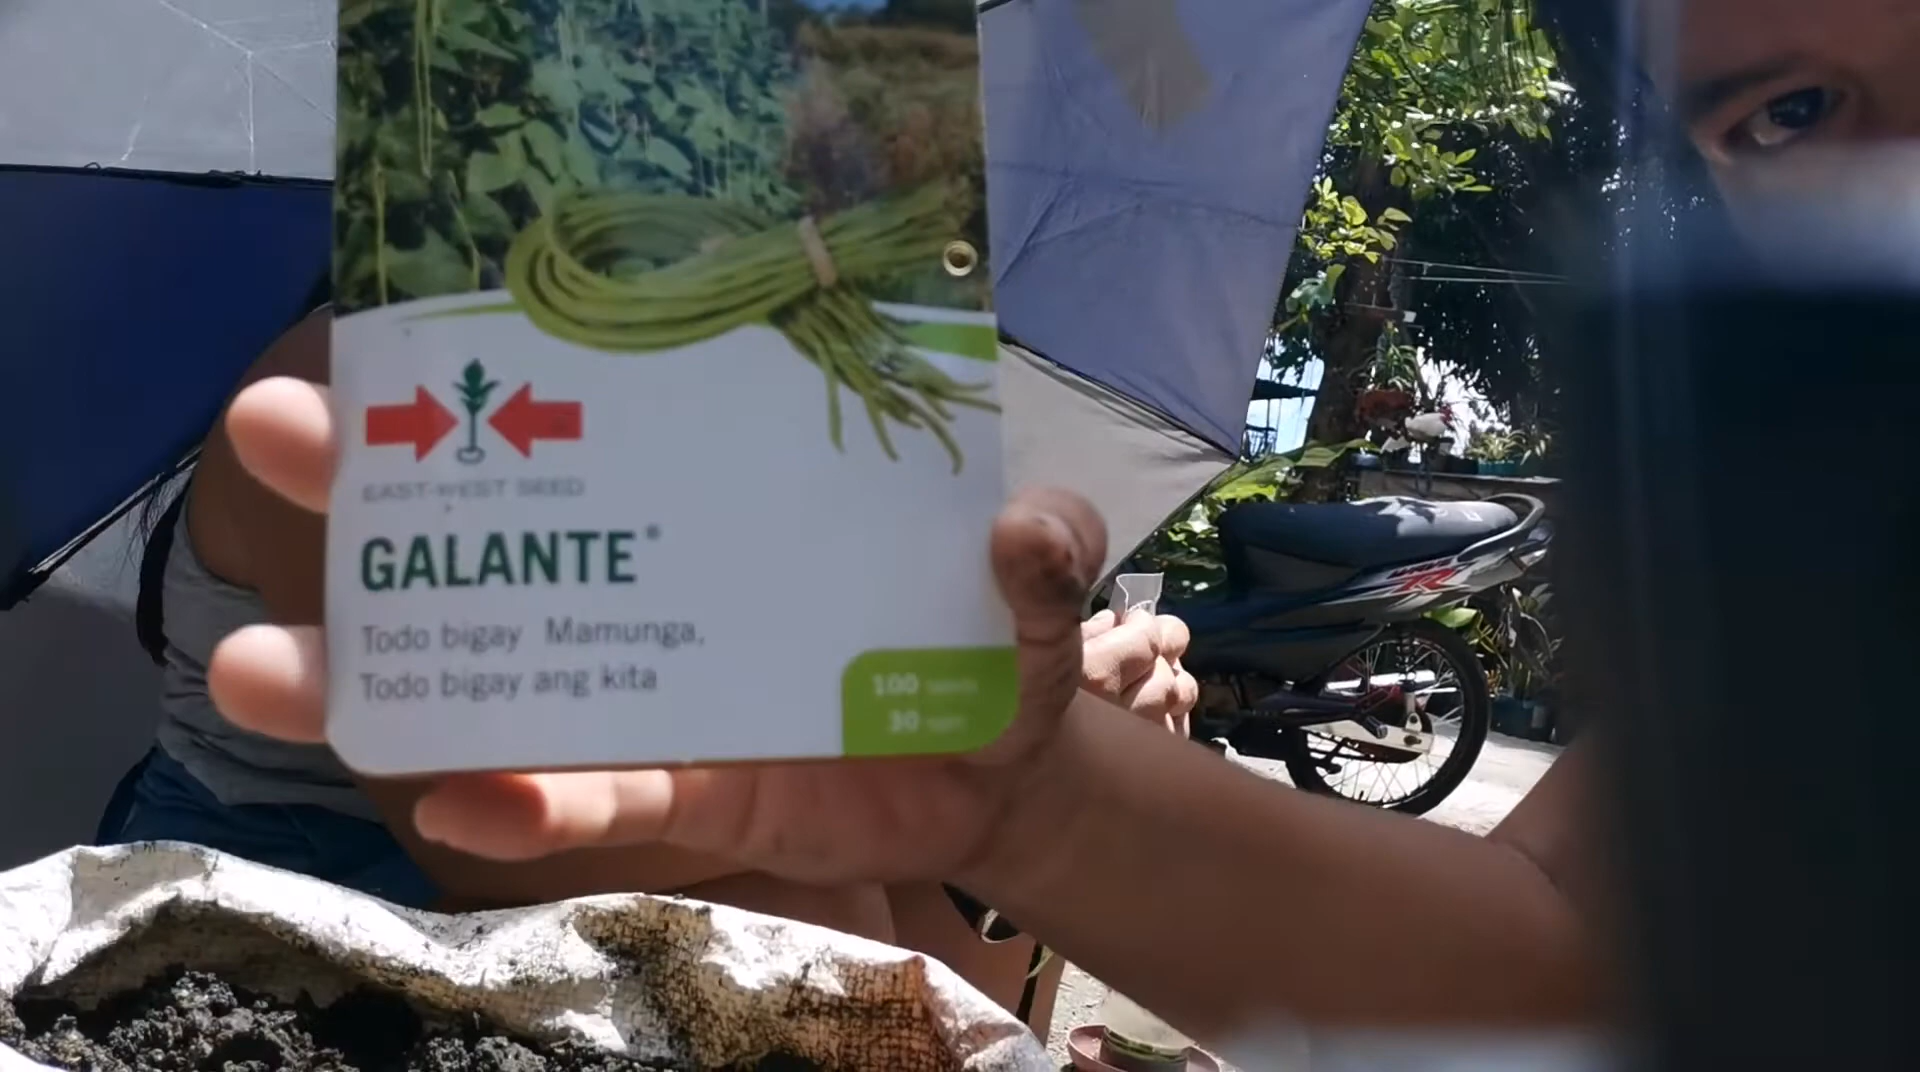 EAST-WEST SEED
GALANTE®
Todo bigay Mamunga,
Todo bigay ang kita
100
30
R